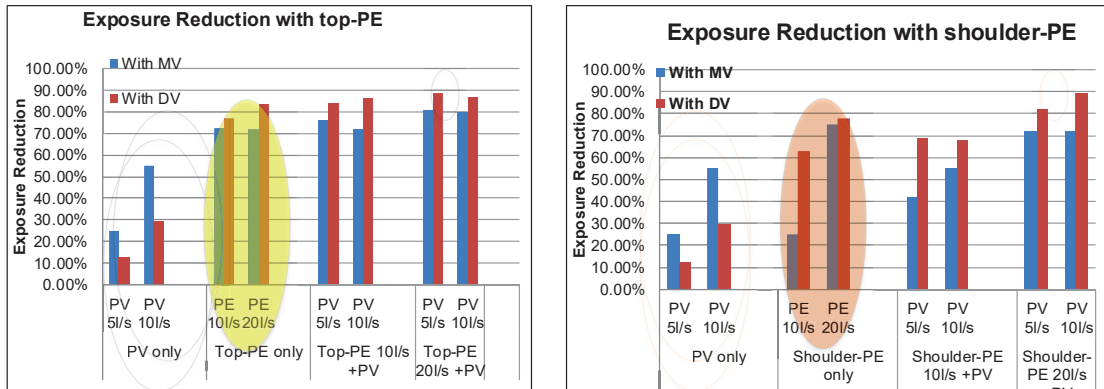 Exposure Reduction with top-PE
With MV
With DV
Exposure Reduction
100.00%
90.00%
80.00%
70.00%
60.00%
50.00%
40.00%
30.00%
20.00%
10.00%
0.00%
PV PV PE PE PV PV PV PV
5l/s 10l/s 10l/s 20l/s 5l/s 10l/s 5l/s 10l/s
PV only Top-PE only Top-PE 10l/s Top-PE
+PV 20l/s +PV
Exposure Reduction with shoulder-PE
With MV
With DV
Exposure Reduction
100.00%
90.00%
80.00%
70.00%
60.00%
50.00%
40.00%
30.00%
20.00%
10.00%
0.00%
PV PV PE PE PV PV PV PV
5l/s 10l/s 10l/s 20l/s 5l/s 10l/s 5l/s 10l/s
PV only Shoulder-PE Shoulder-PE Shoulder-
only 10l/s +PV PE 20l/s